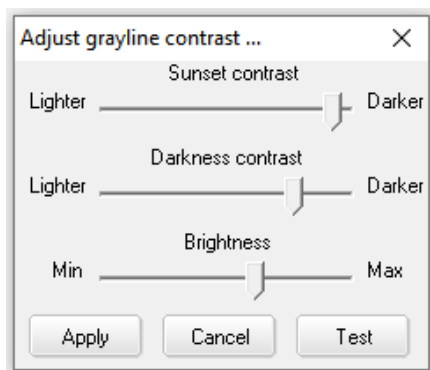 Adjust grayline contrast ...
Sunset contrast
Lighter Darker
Darkness contrast
Lighter Darker
Brightness
Min Max
Apply Cancel Test